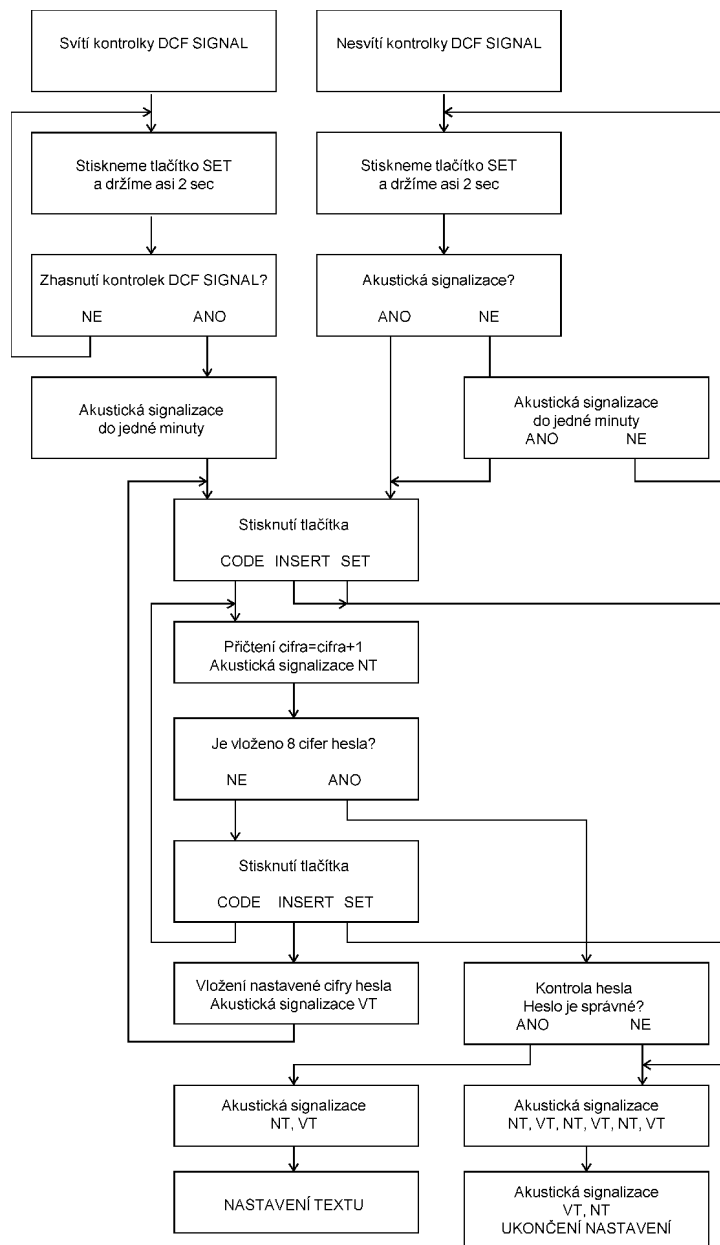 Svítí kontrolky DCF SIGNAL
Nesvítí kontrolky DCF SIGNAL
Stiskneme tlačítko SET
a držíme asi 2 sec
Stiskneme tlačítko SET
a držíme asi 2 sec
Zhasnutí kontrolek DCF SIGNAL?
NE ANO
Akustická signalizace?
ANO NE
Akustická signalizace
do jedné minuty
Akustická signalizace
do jedné minuty
ANO NE
Stisknutí tlačítka
CODE INSERT SET
Přičtení cifra=cifra+1
Akustická signalizace NT
Je vloženo 8 cifer hesla?
NE ANO
Stisknutí tlačítka
CODE INSERT SET
Vložení nastavené cifry hesla
Akustická signalizace VT
Kontrola hesla
Heslo je správné?
ANO NE
Akustická signalizace
NT, VT
Akustická signalizace
NT, VT, NT, VT, NT, VT
NASTAVENÍ TEXTU
Akustická signalizace
VT, NT
UKONČENÍ NASTAVENÍ